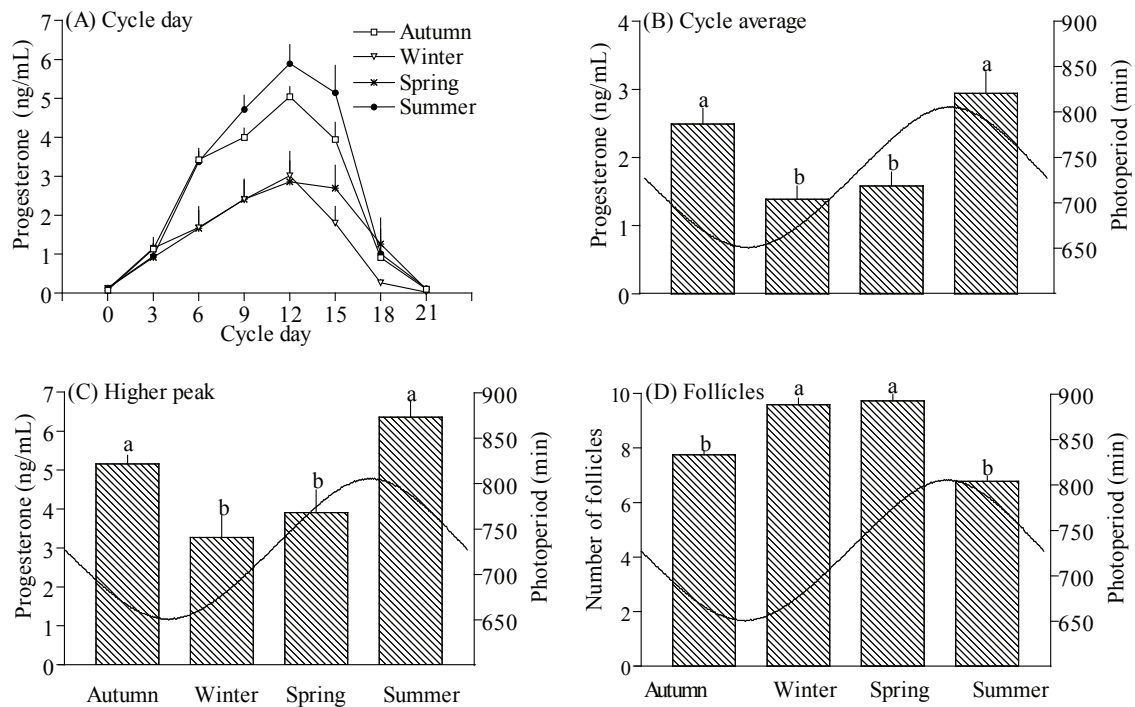 (A) Cycle day
Progesterone (ng/mL)
7
6
5
4
3
2
1
0
Autumn
Winter
Spring
Summer
0 3 6 9 12 15 18 21
Cycle day
(B) Cycle average
Progesterone (ng/mL)
4
3
2
1
0
a
b
b
a
900
850
800
750
700
650
Photoperiod (min)
(C) Higher peak
Progesterone (ng/mL)
7
6
5
4
3
2
1
0
a
b
b
a
900
850
800
750
700
650
Photoperiod (min)
Autumn Winter Spring Summer
(D) Follícles
Number of follicles
10
8
6
4
2
0
b
a
a
b
900
850
800
750
700
650
Photoperiod (min)
Autumn Winter Spring Summer